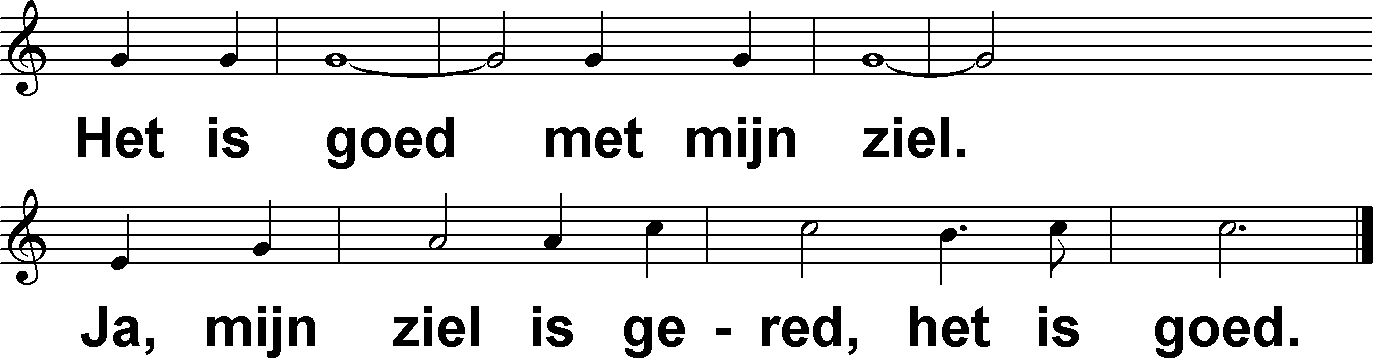 Het is goed met mijn ziel.
Ja, mijn ziel is ge - red, het is goed.